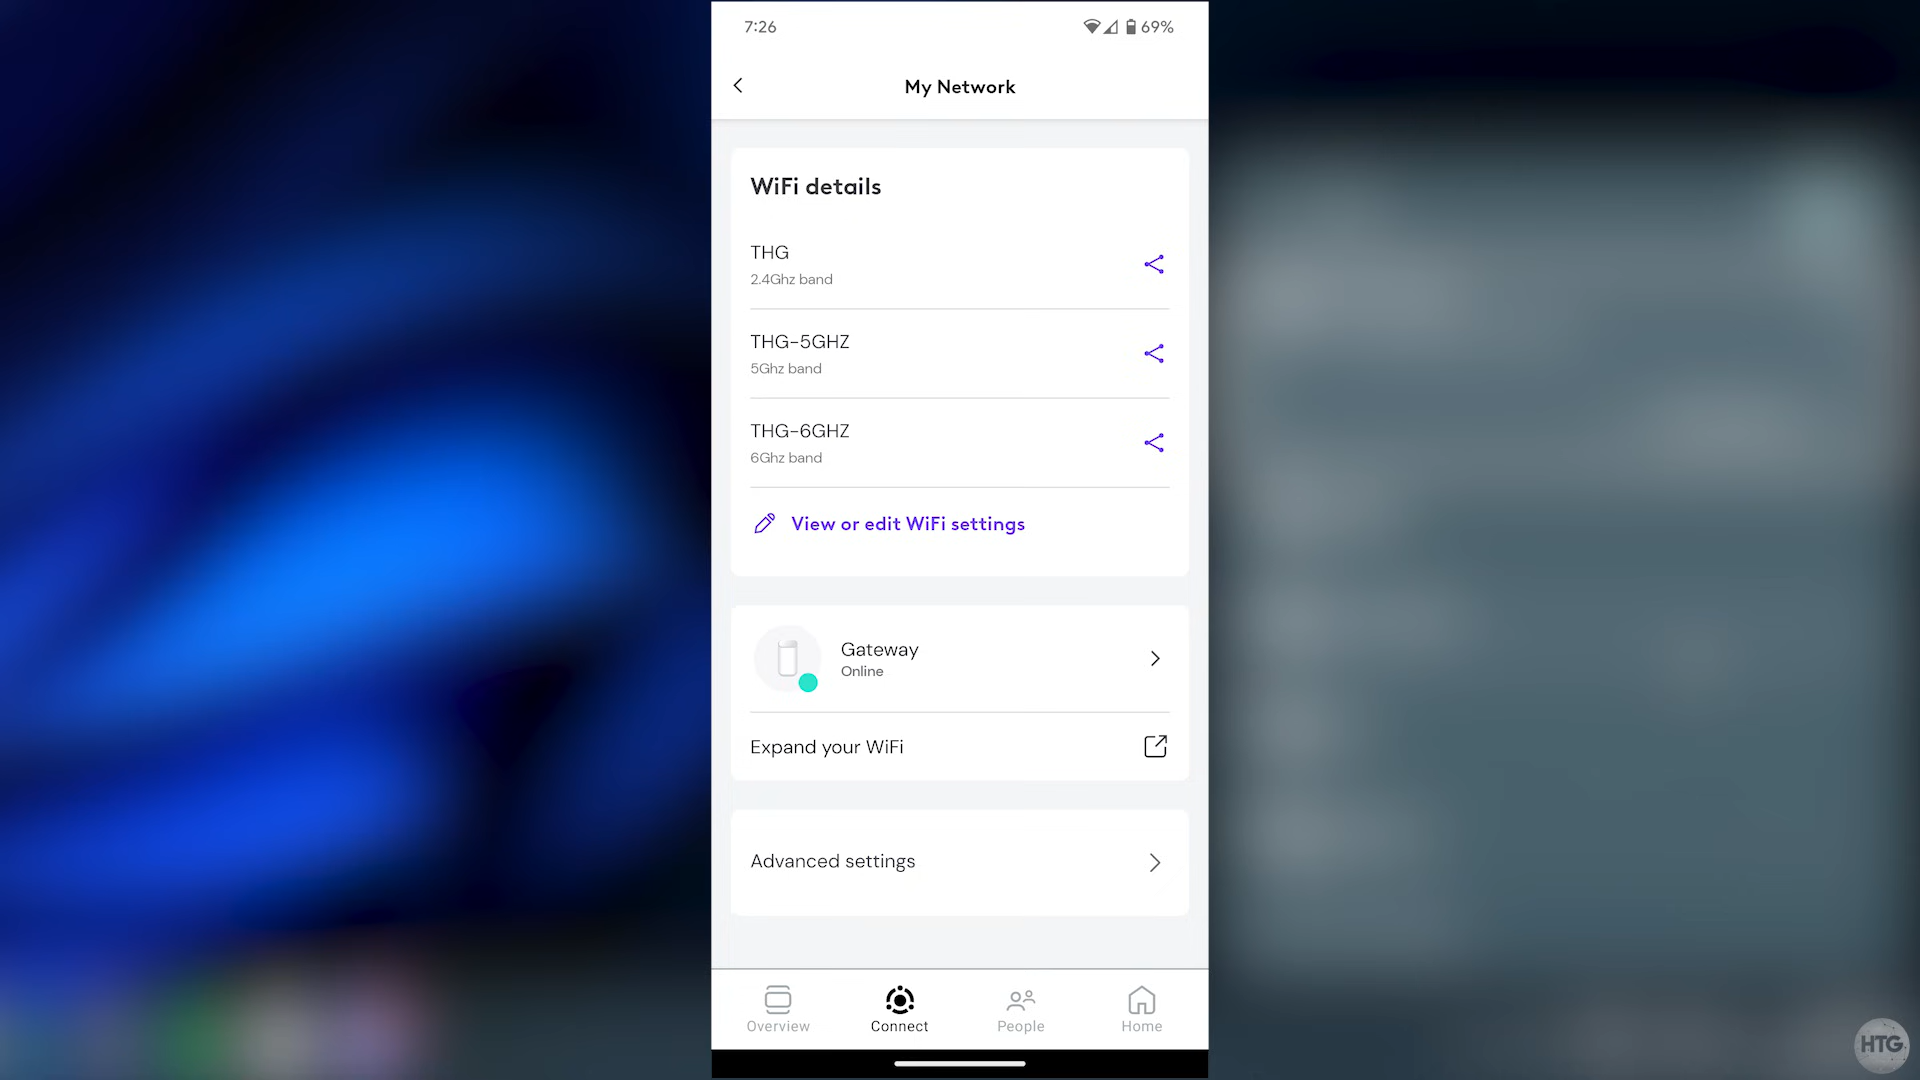 7:26
69%
My Network
WiFi details
THG
2.4Ghz band
THG-5GHZ
5Ghz band
THG-6GHZ
6Ghz band
View or edit WiFi settings
Gateway
Online
Expand your WiFi
Advanced settings
Overview
Connect
People
Home
HTG